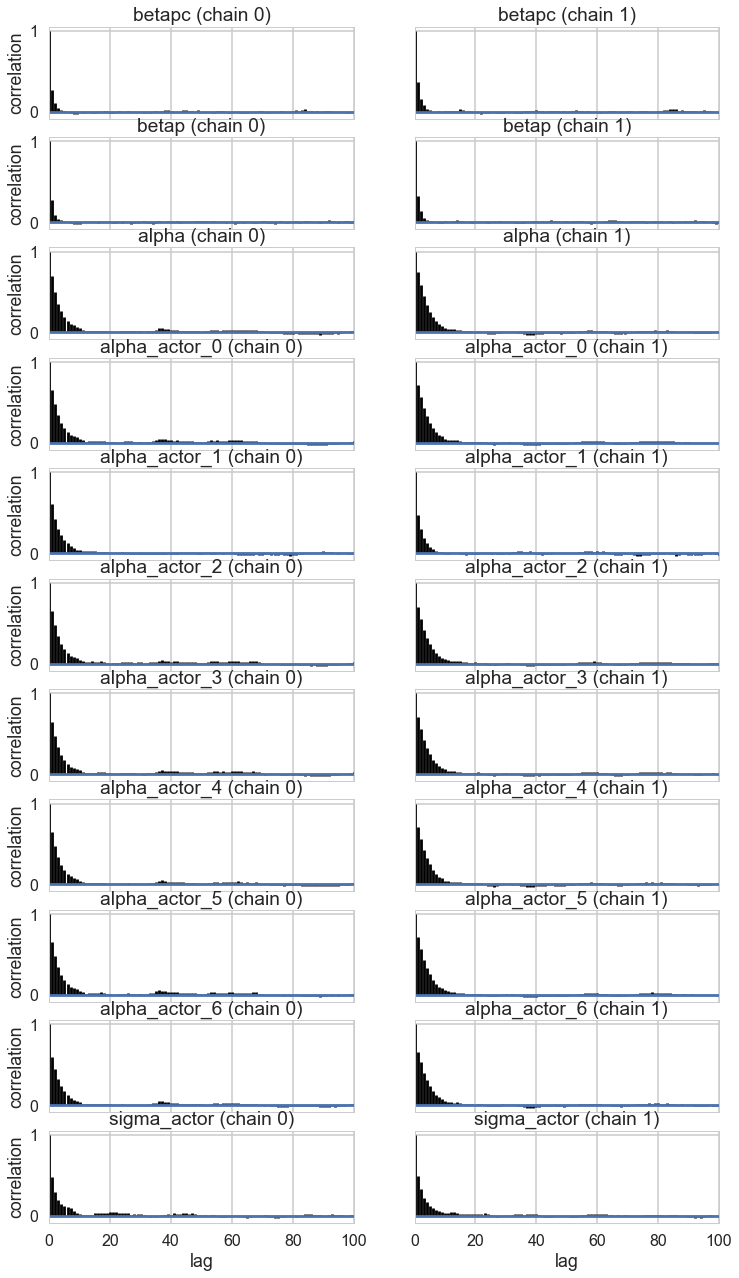 betapc (chain 0) betapc (chain 1)
1
correlation
0
betap (chain 0) betap (chain 1)
1
correlation
0
alpha (chain 0) alpha (chain 1)
1
correlation
0
alpha_actor_0 (chain 0) alpha_actor_0 (chain 1)
1
correlation
0
alpha_actor_1 (chain 0) alpha_actor_1 (chain 1)
1
correlation
0
alpha_actor_2 (chain 0) alpha_actor_2 (chain 1)
1
correlation
0
alpha_actor_3 (chain 0) alpha_actor_3 (chain 1)
1
correlation
0
alpha_actor_4 (chain 0) alpha_actor_4 (chain 1)
1
correlation
0
alpha_actor_5 (chain 0) alpha_actor_5 (chain 1)
1
correlation
0
alpha_actor_6 (chain 0) alpha_actor_6 (chain 1)
1
correlation
0
sigma_actor (chain 0) sigma_actor (chain 1)
1
correlation
0
0 20 40 60 80 100 0 20 40 60 80 100
lag lag